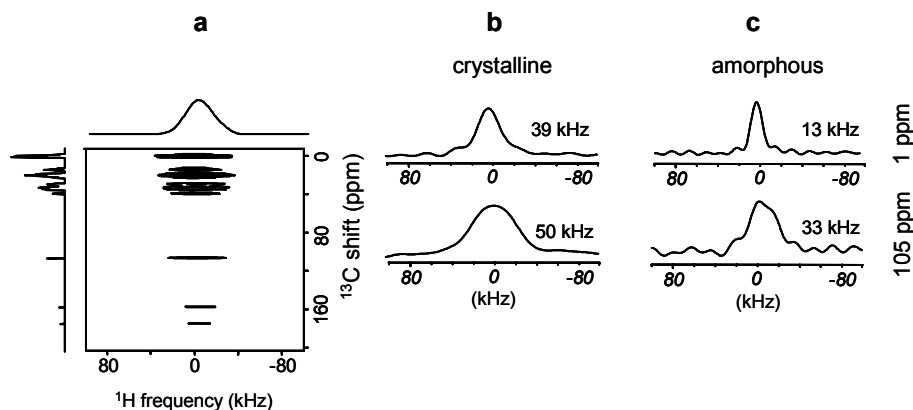 a
b
c
crystalline
amorphous
39 kHz
13 kHz
1 ppm
80 0 -80
80 0 -80
50 kHz
33 kHz
105 ppm
80 0 -80
(kHz)
80 0 -80
(kHz)
0
80
160
¹³C shift (ppm)
80 0 -80
¹H frequency (kHz)